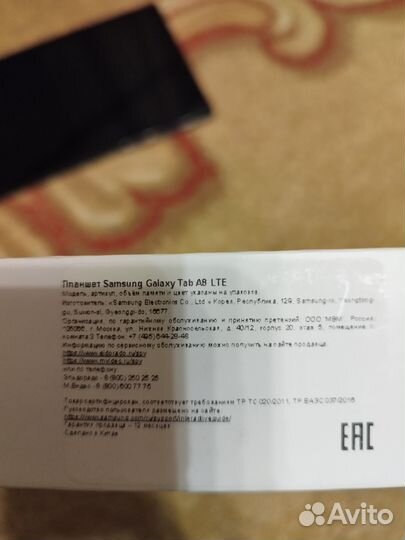 Планшет Samsung Galaxy Tab A8 LTE
Модель, артикул, объем памяти и цвет указаны на упаковке.
Изготовитель: «Samsung Electronics Co., Ltd.» Корея, Республика, 129, Samsung-ro, Yeongtong-
gu, Suwon-si, Gyeonggi-do, 16677
Организация, по гарантийному обслуживанию и принятию претензий: ООО МВМ, Россия,
г. Москва, ул. Нижняя Красносельская, д. 40/12, корпус 20, этаж 5, помещение
комната 3 Телефон: +7 (495) 644-28-48
Информацию по сервисному обслуживанию можно получить на сайте продавца:
https://www.eldorado.ru/
https://www.mvideo.ru/
или по телефону:
Эльдорадо - 8 (800) 250 25 25
М.Видео - 8 (800) 600 77 75
Товар сертифицирован, соответствует требованиям ТР ТС 020/2011, ТР ЕАЭС 037/2016
Руководство пользователя размещено на сайте
Гарантия продавца – 12 месяцев
Сделано в Китае
EAC
Avito